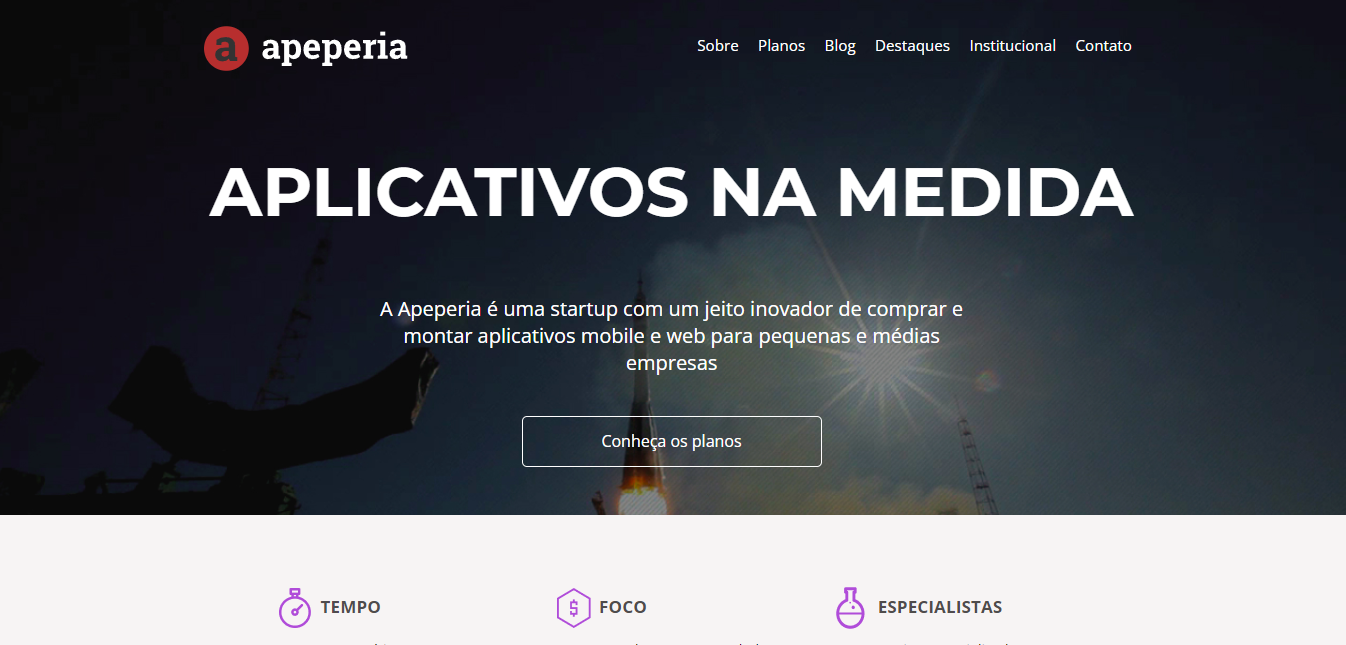 a apeperia
Sobre Planos Blog Destaques Institucional Contato
APLICATIVOS NA MEDIDA
A Apeperia é uma startup com um jeito inovador de comprar e
montar aplicativos mobile e web para pequenas e médias
empresas
Conheça os planos
TEMPO
FOCO
ESPECIALISTAS